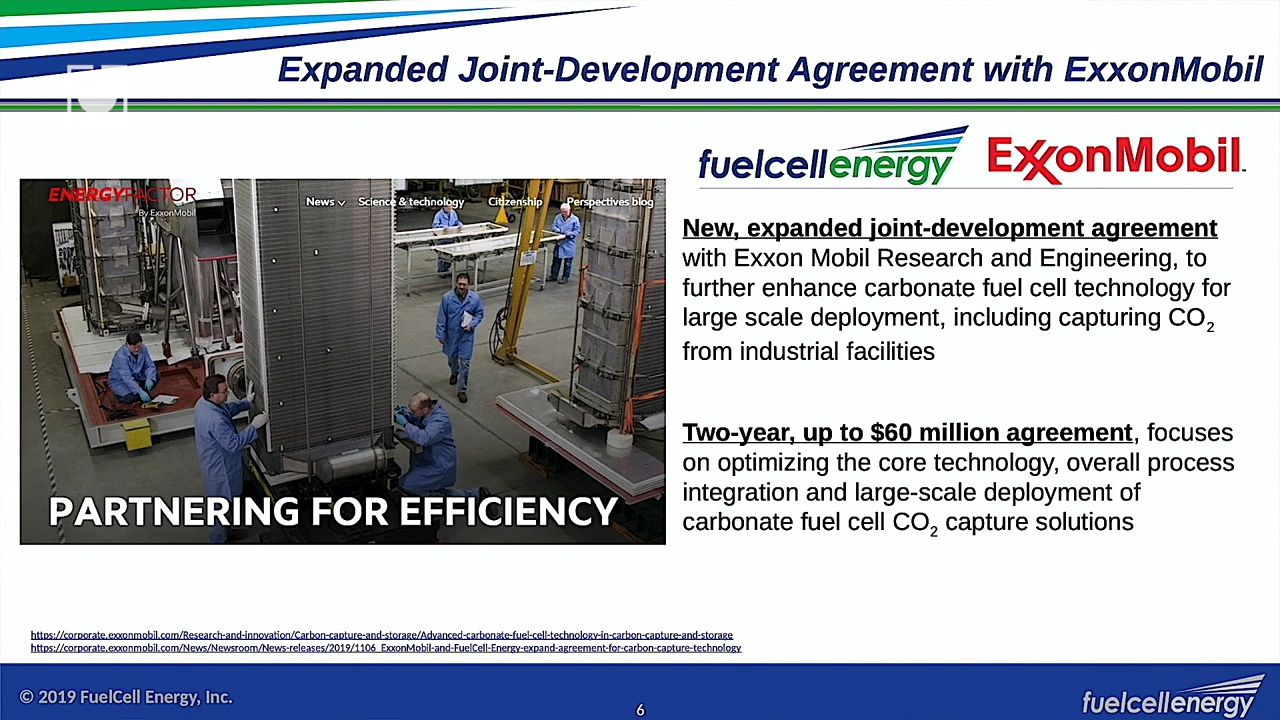 Expanded Joint-Development Agreement with ExxonMobil
fuelcellenergy
ExxonMobil™
ENERGYFACTOR
By ExxonMobil
News
Science & technology
Citizenship
Perspectives blog
PARTNERING FOR EFFICIENCY
New, expanded joint-development agreement
with Exxon Mobil Research and Engineering, to
further enhance carbonate fuel cell technology for
large scale deployment, including capturing CO₂
from industrial facilities
Two-year, up to $60 million agreement, focuses
on optimizing the core technology, overall process
integration and large-scale deployment of
carbonate fuel cell CO₂ capture solutions
https://corporate.exxonmobil.com/Research-and-innovation/Carbon-capture-and-storage/Advanced-carbonate-fuel-cell-technology-in-carbon-capture-and-storage
https://corporate.exxonmobil.com/News/Newsroom/News-releases/2019/1106_ExxonMobil-and-FuelCell-Energy-expand-agreement-for-carbon-capture-technology
© 2019 FuelCell Energy, Inc.
6
fuelcellenergy